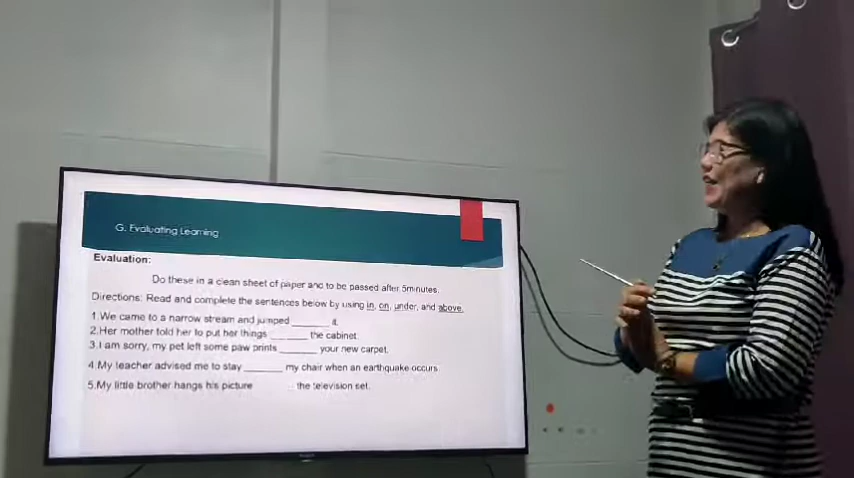 G. Evaluating Learning
Evaluation:
Do these in a clean sheet of paper and to be passed after 5minutes.
Directions: Read and complete the sentences below by using in, on, under, and above.
1.We came to a narrow stream and jumped ______ it.
2.Her mother told her to put her things ______ the cabinet.
3.I am sorry, my pet left some paw prints ______ your new carpet.
4.My teacher advised me to stay ______ my chair when an earthquake occurs.
5.My little brother hangs his picture the television set.